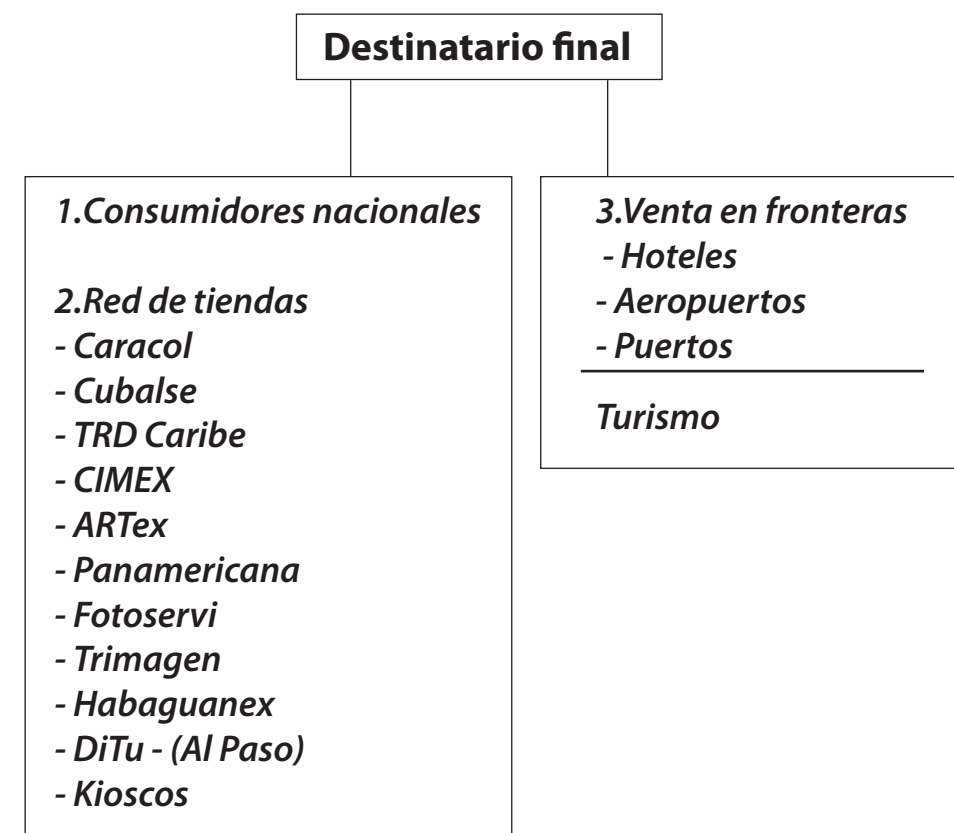 Destinatario final
1.Consumidores nacionales
2.Red de tiendas
- Caracol
- Cubalse
- TRD Caribe
- CIMEX
- ARTex
- Panamericana
- Fotoservi
- Trimagen
- Habaguanex
- DiTu - (Al Paso)
- Kioscos
3.Venta en fronteras
- Hoteles
- Aeropuertos
- Puertos
Turismo